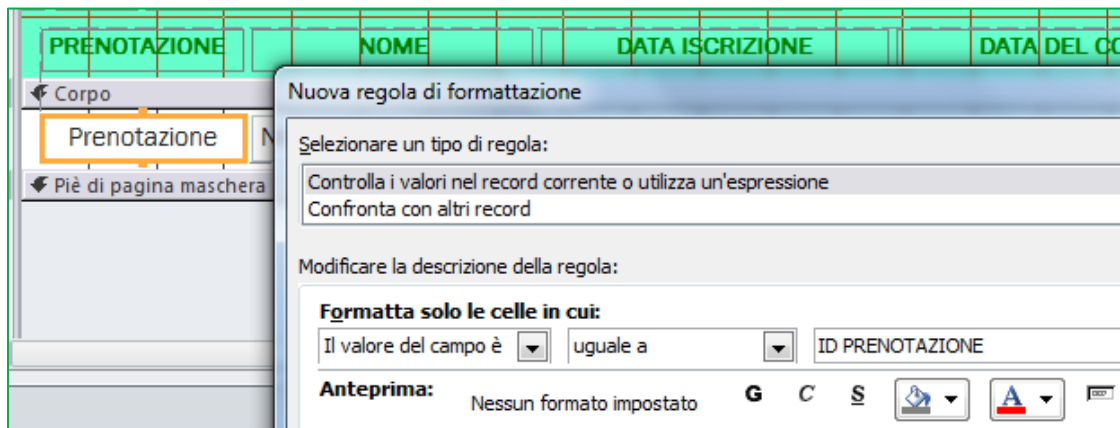 PRENOTAZIONE NOME DATA ISCRIZIONE DATA DEL
Corpo
Prenotazione
Piè di pagina maschera
Nuova regola di formattazione
Selezionare un tipo di regola:
Controlla i valori nel record corrente o utilizza un'espressione
Confronta con altri record
Modificare la descrizione della regola:
Formatta solo le celle in cui:
Il valore del campo è uguale a ID PRENOTAZIONE
Anteprima: Nessun formato impostato G C S A